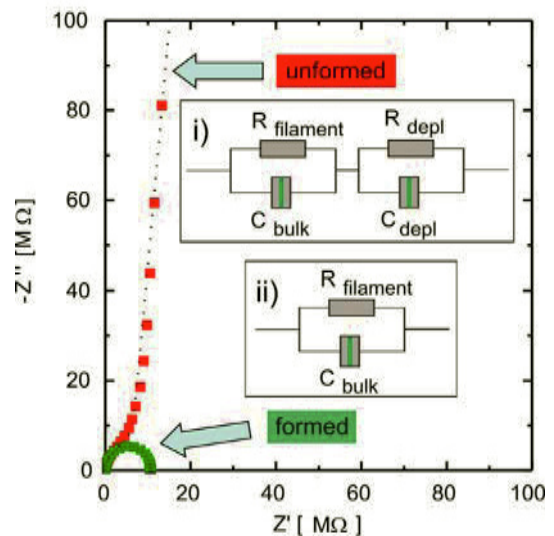 100
unformed
80
i)
R filament
R depl
60
C bulk
C depl
-Z'' [MΩ]
40
ii)
R filament
20
C bulk
formed
0
0 20 40 60 80 100
Z' [ MΩ]